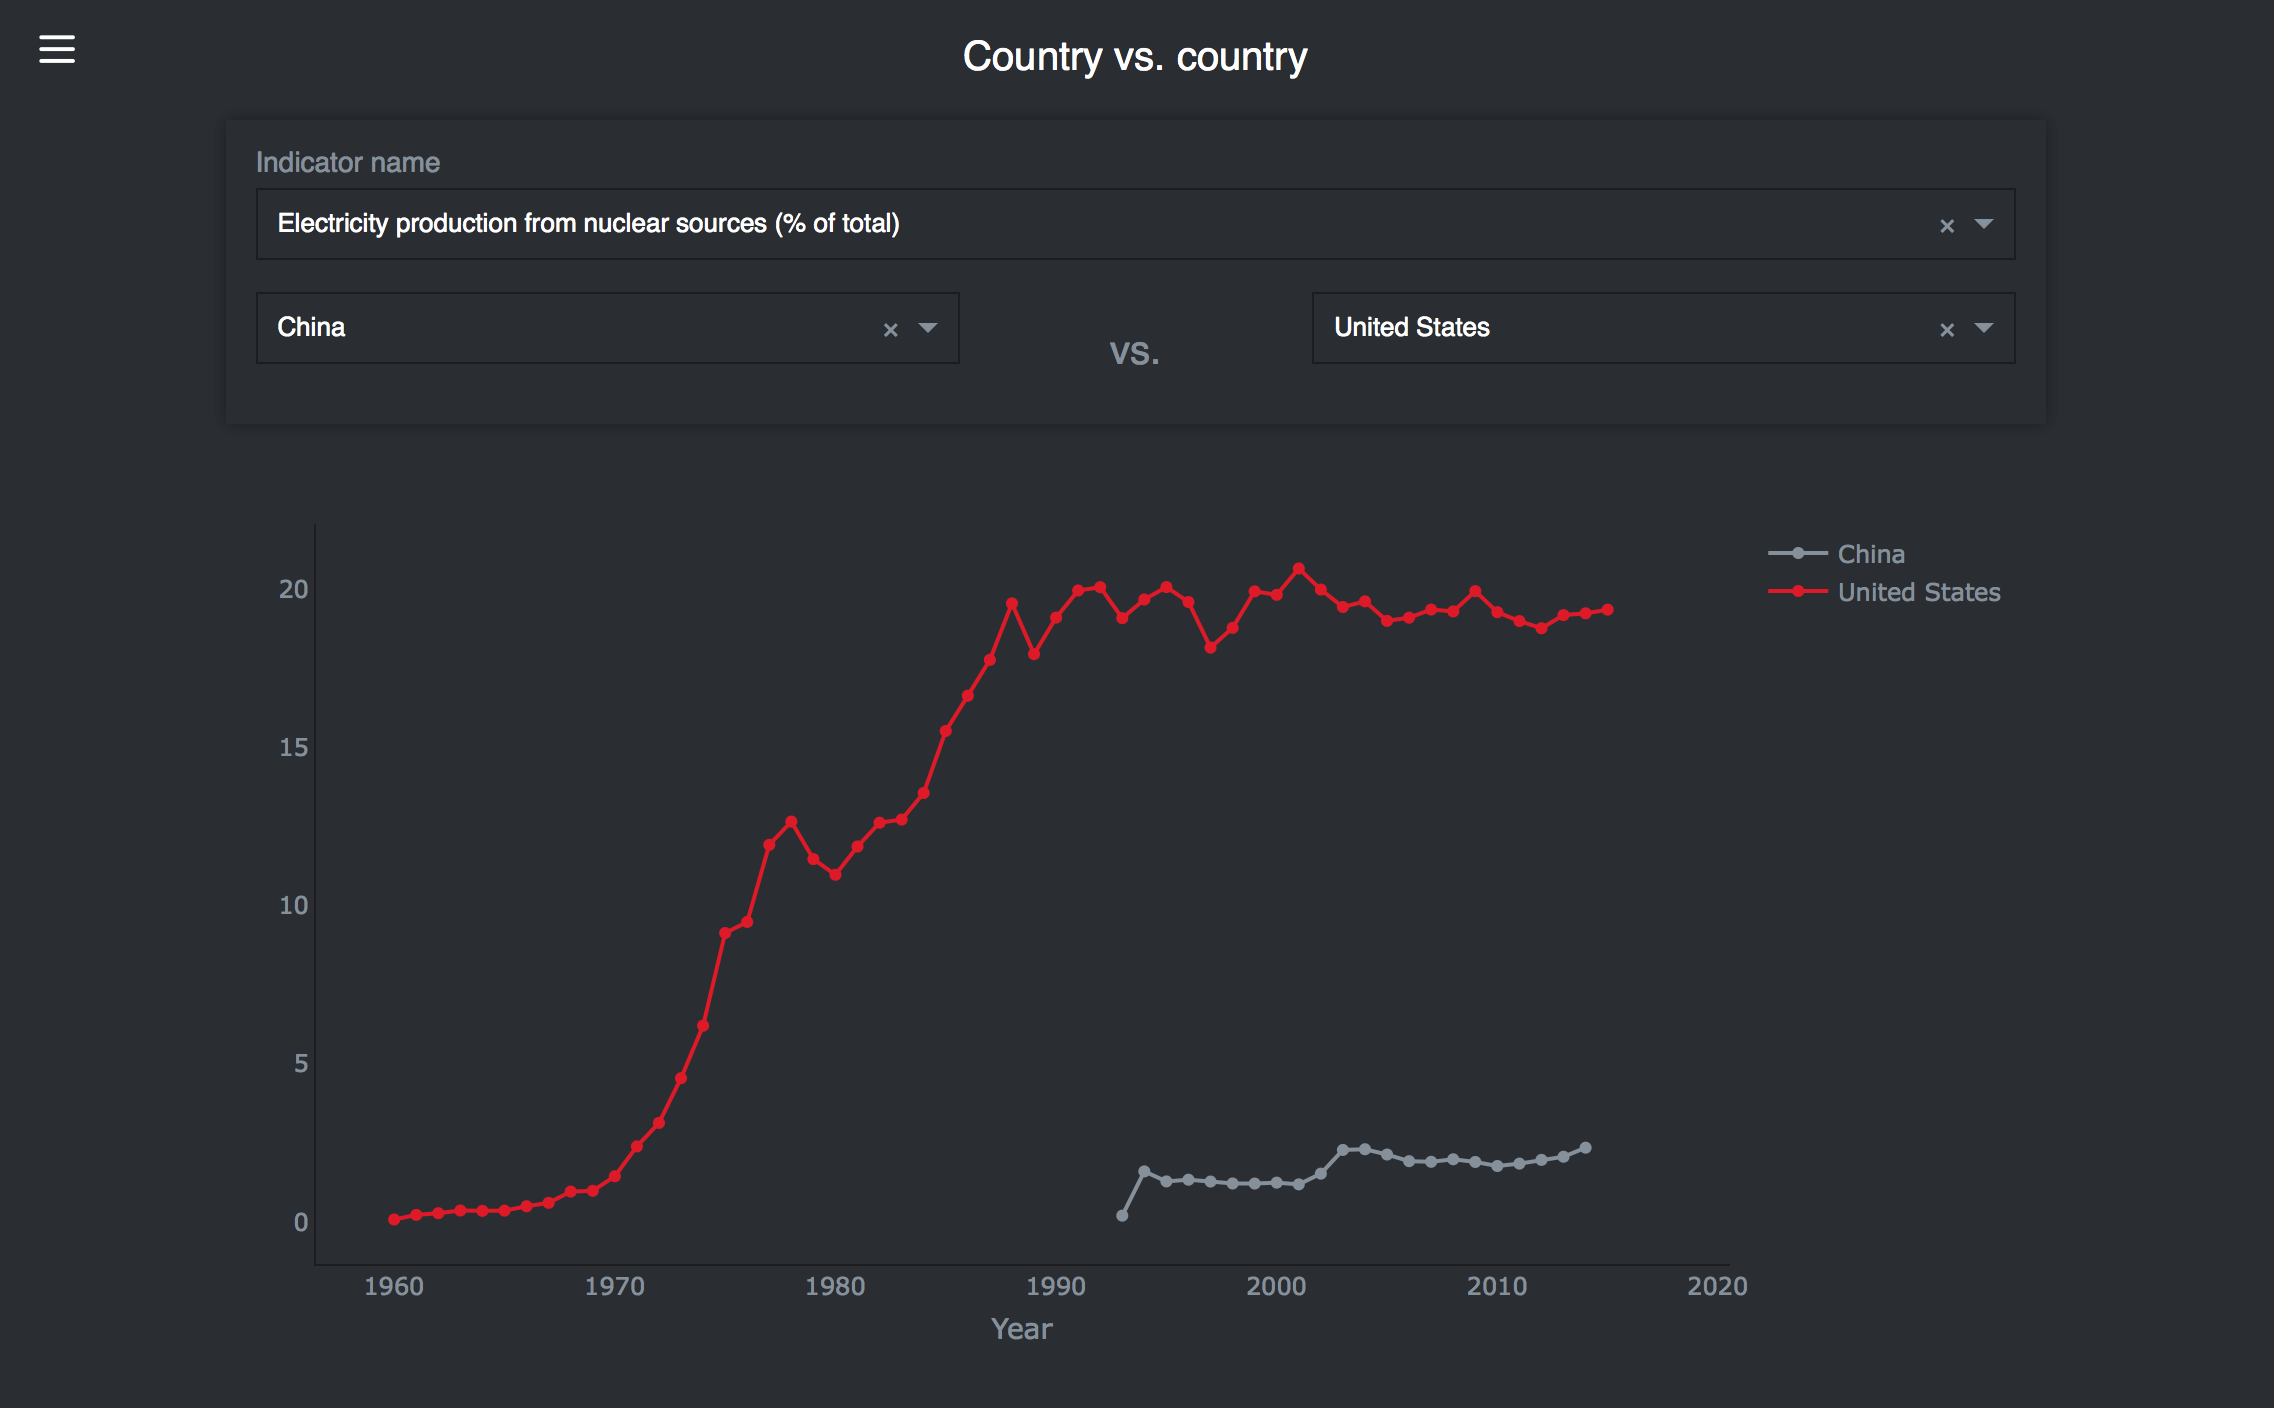 Country vs. country
Indicator name
Electricity production from nuclear sources (% of total)
China
vs.
United States
China
United States
20
15
10
5
0
1960 1970 1980 1990 2000 2010 2020
Year